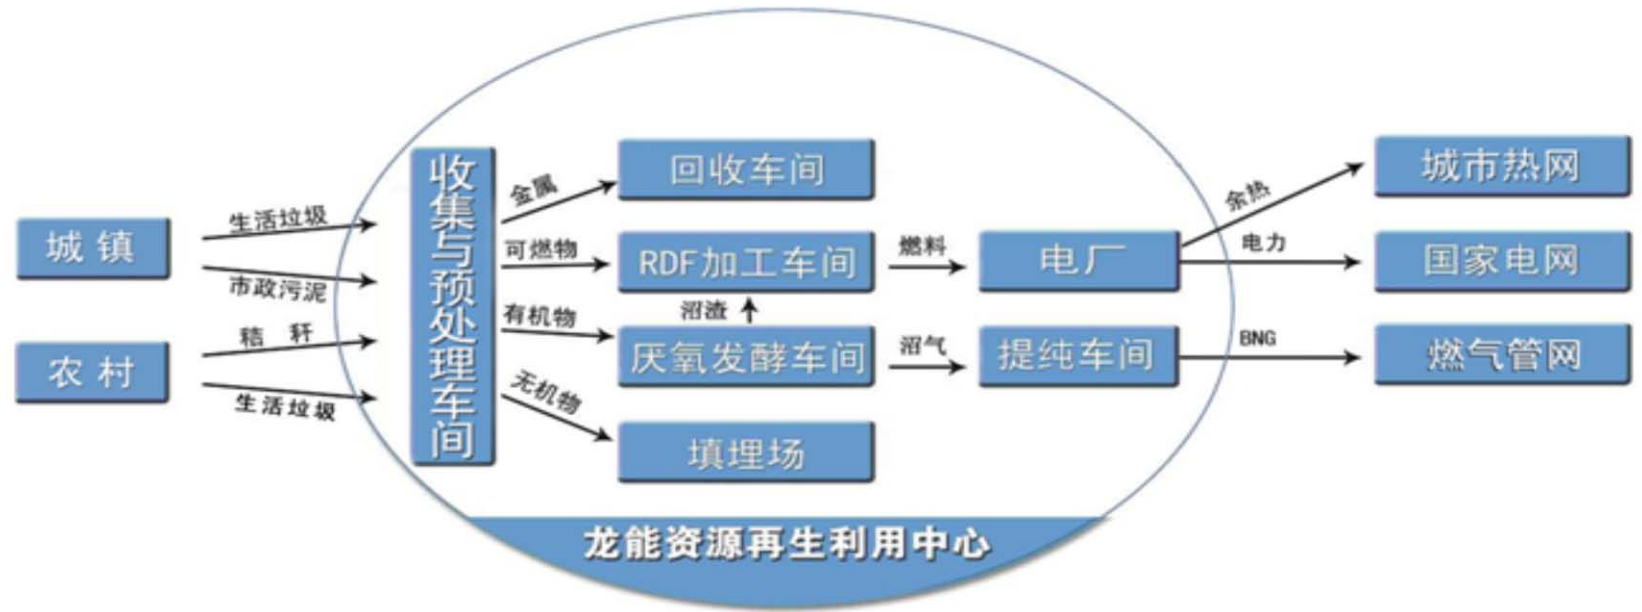 城镇
农村
生活垃圾
市政污泥
秸 秆
生活垃圾
收集与预处理车间
金属
可燃物
有机物
无机物
回收车间
RDF加工车间
沼渣
厌氧发酵车间
填埋场
燃料
沼气
电厂
提纯车间
余热
电力
BNG
城市热网
国家电网
燃气管网
龙能资源再生利用中心